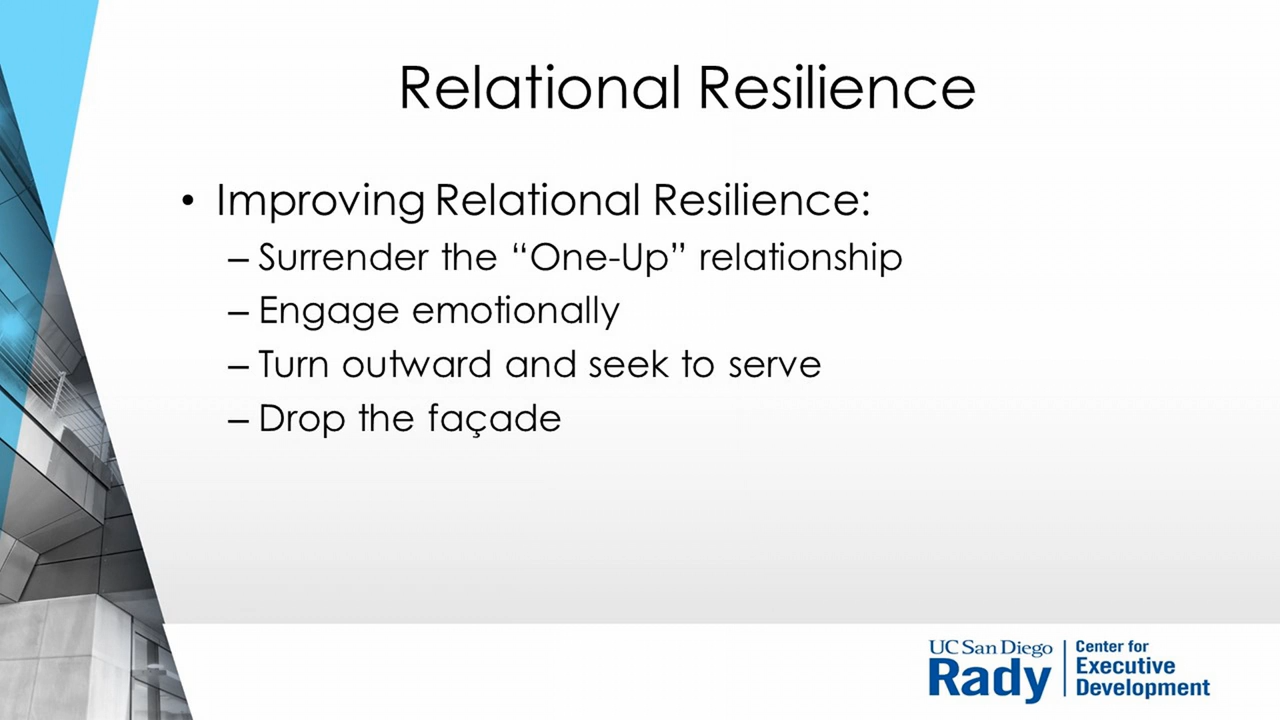 Relational Resilience
• Improving Relational Resilience:
– Surrender the “One-Up” relationship
– Engage emotionally
– Turn outward and seek to serve
– Drop the façade
UC San Diego
Rady
Center for
Executive
Development